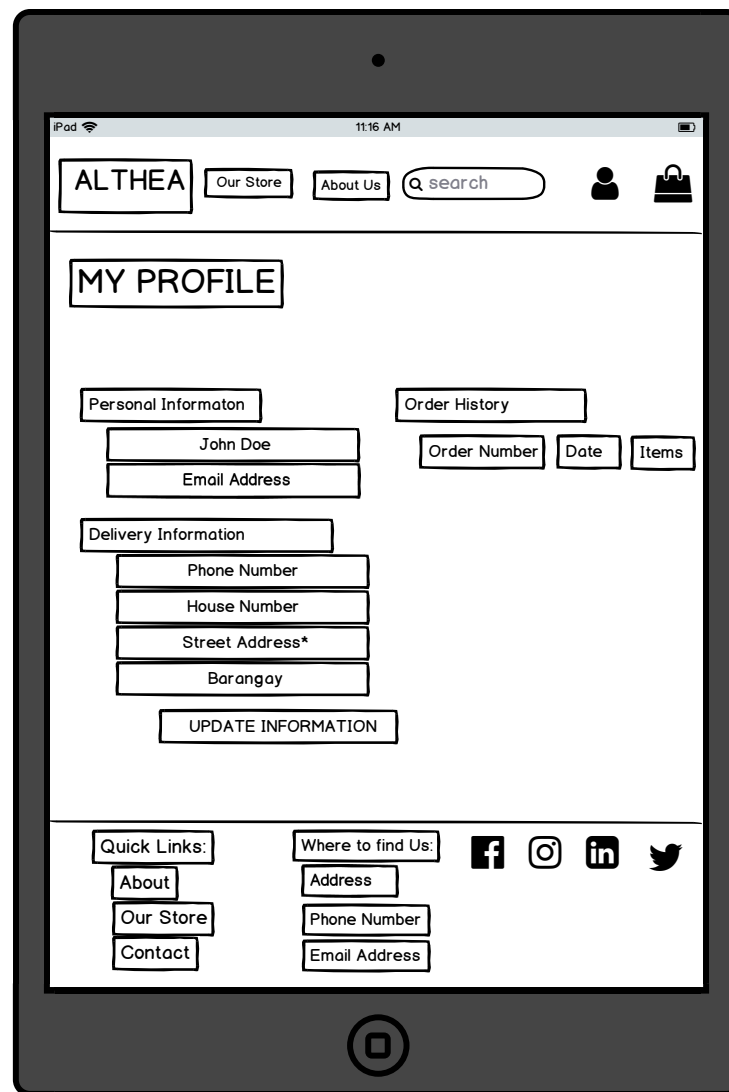 iPad 11:16 AM
ALTHEA Our Store About Us search
MY PROFILE
Personal Informaton
John Doe
Email Address
Order History
Order Number Date Items
Delivery Information
Phone Number
House Number
Street Address*
Barangay
UPDATE INFORMATION
Quick Links:
About
Our Store
Contact
Where to find Us:
Address
Phone Number
Email Address